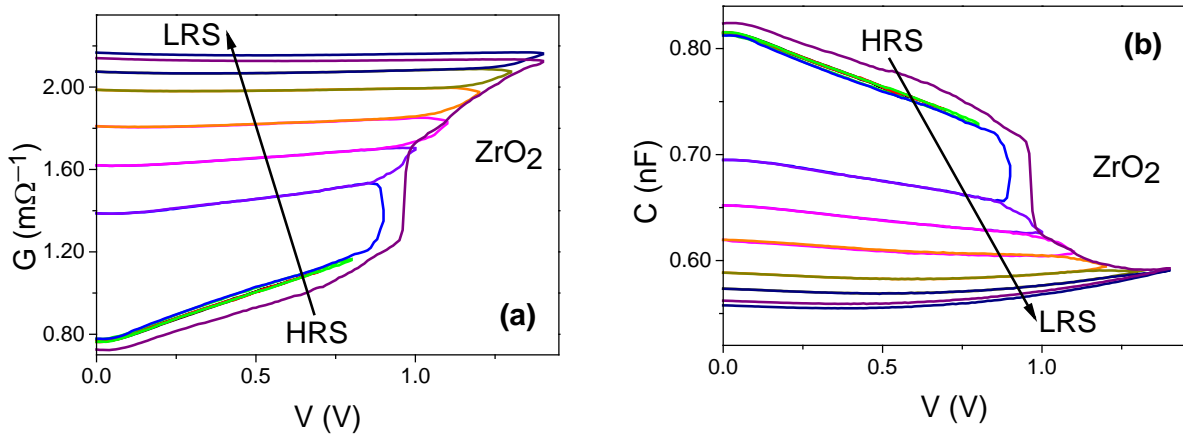 LRS
2.00
1.60
1.20
0.80
G (mΩ⁻¹)
ZrO₂
HRS
(a)
0.0
0.5
1.0
V (V)
(b)
HRS
0.80
0.70
0.60
C (nF)
ZrO₂
LRS
0.0
0.5
1.0
V (V)